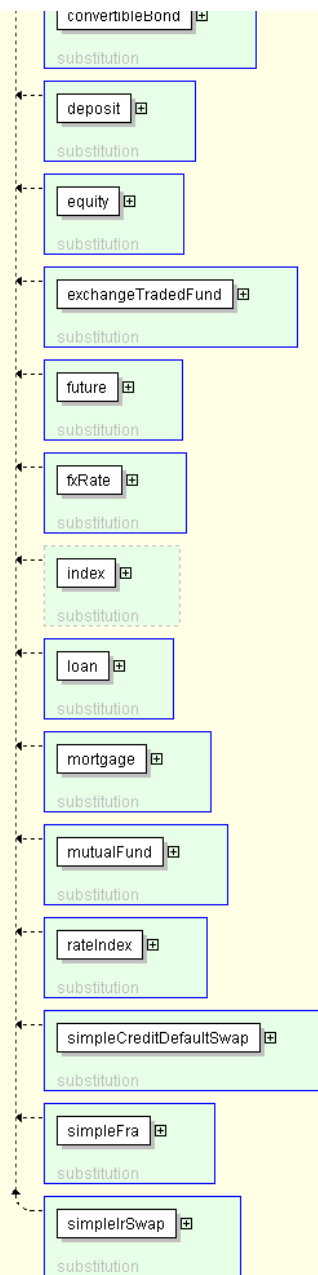 convertibleBond
substitution
deposit
substitution
equity
substitution
exchangeTradedFund
substitution
future
substitution
fxRate
substitution
index
substitution
loan
substitution
mortgage
substitution
mutualFund
substitution
rateIndex
substitution
simpleCreditDefaultSwap
substitution
simpleFra
substitution
simpleIrSwap
substitution